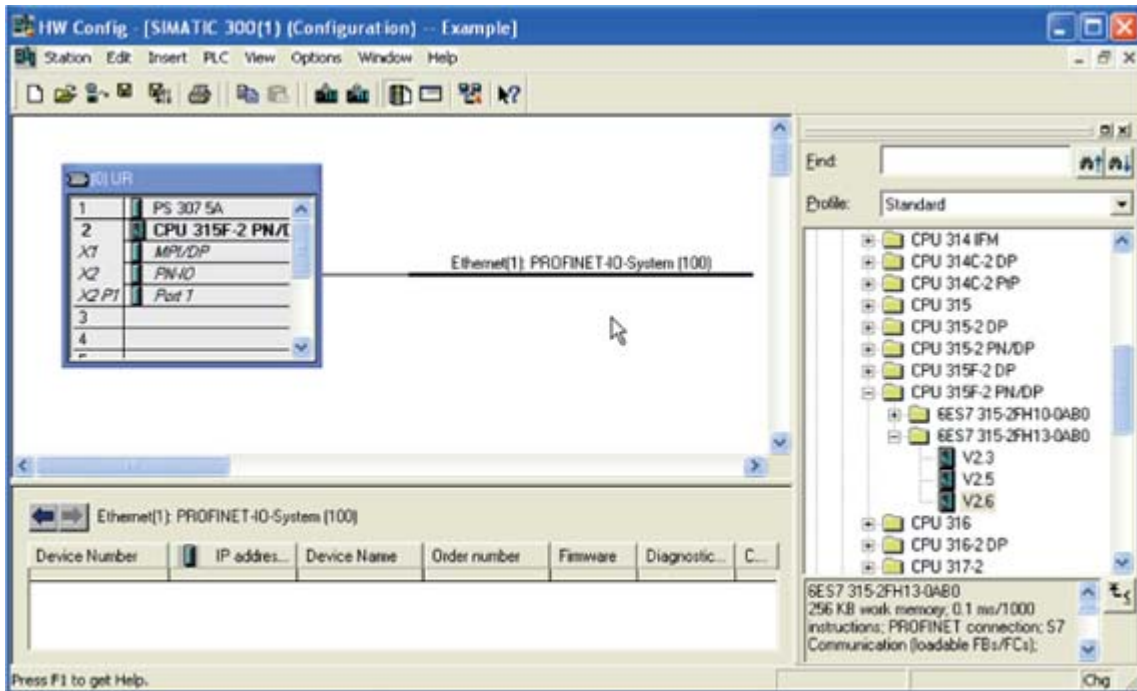 HW Config - [SIMATIC 300(1) (Configuration) -- Example]
Station Edit Insert PLC View Options Window Help
(0) UR
1 PS 307 5A
2 CPU 315F-2 PN/D
X1 MPI/DP
X2 PN-IO
X2 P1 Port 1
3
4
Ethernet(1): PROFINET-IO-System (100)
Find:
Profile: Standard
CPU 314 IFM
CPU 314C-2 DP
CPU 314C-2 PtP
CPU 315
CPU 315-2 DP
CPU 315-2 PN/DP
CPU 315F-2 DP
CPU 315F-2 PN/DP
6ES7 315-2FH10-0AB0
6ES7 315-2FH13-0AB0
V2.3
V2.5
V2.6
CPU 316
CPU 316-2 DP
CPU 317-2
Ethernet(1): PROFINET-IO-System (100)
Device Number IP addres... Device Name Order number Firmware Diagnostic... C...
6ES7 315-2FH13-0AB0
256 KB work memory; 0.1 ms/1000
instructions; PROFINET connection; S7
Communication (loadable FBs/FCs);
Press F1 to get Help.
Chg